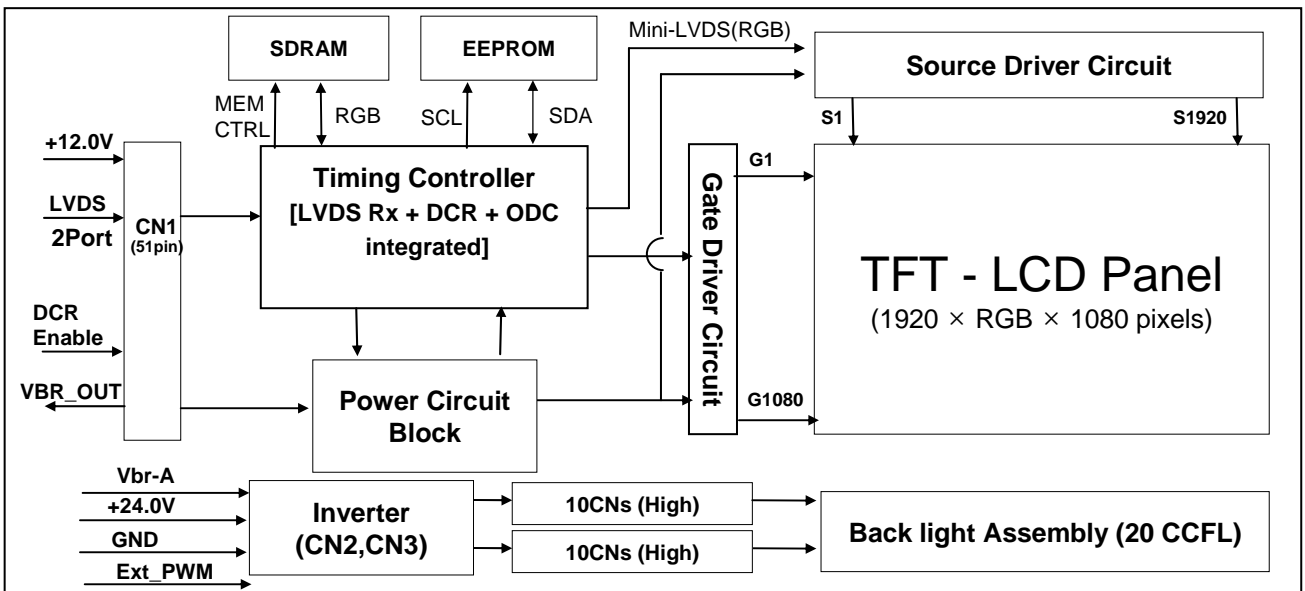 SDRAM
EEPROM
Mini-LVDS(RGB)
Source Driver Circuit
MEM
CTRL
RGB
SCL
SDA
S1
S1920
+12.0V
LVDS
2Port
CN1
(51pin)
DCR
Enable
VBR_OUT
Timing Controller
[LVDS Rx + DCR + ODC
integrated]
Power Circuit
Block
Gate Driver Circuit
G1
G1080
TFT - LCD Panel
(1920 × RGB × 1080 pixels)
Vbr-A
+24.0V
GND
Ext_PWM
Inverter
(CN2,CN3)
10CNs (High)
10CNs (High)
Back light Assembly (20 CCFL)